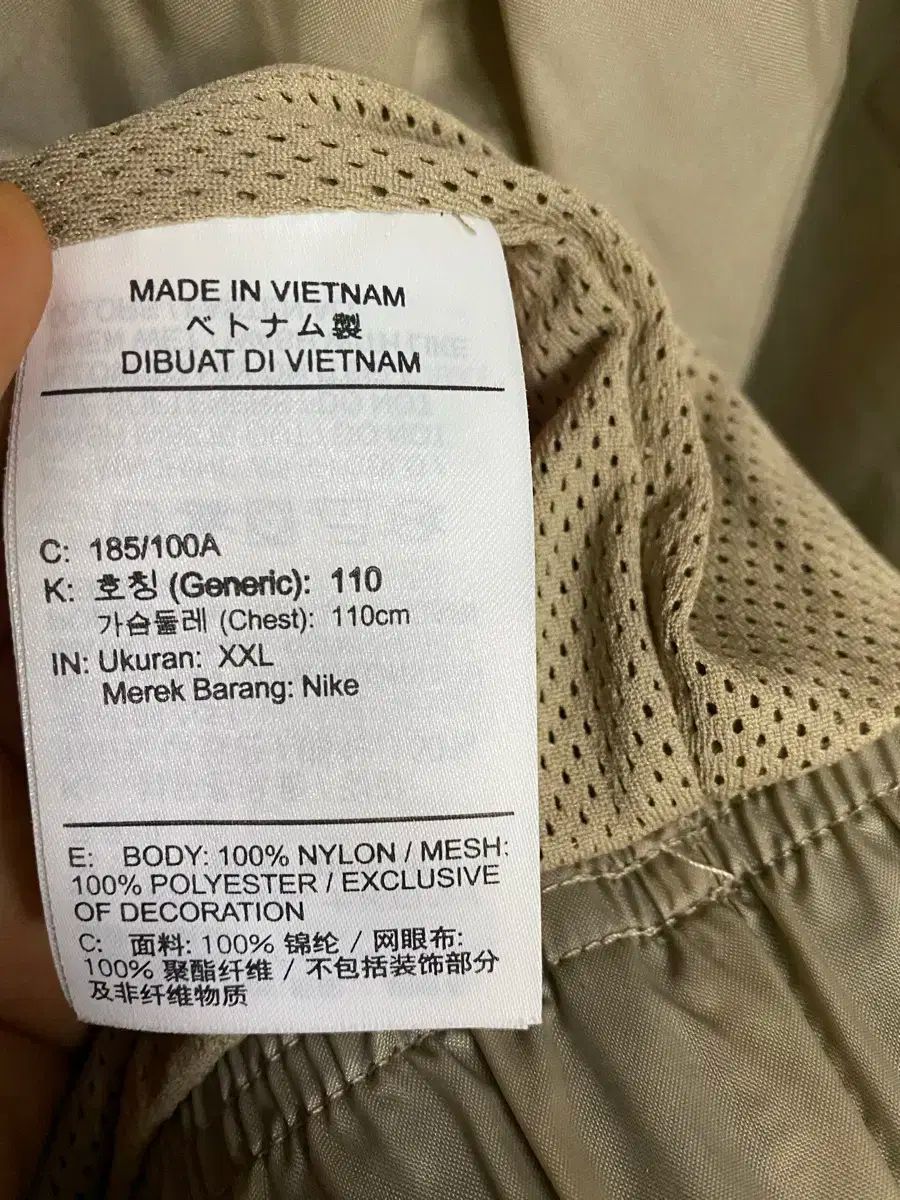 MADE IN VIETNAM
ベトナム製
DIBUAT DI VIETNAM
C: 185/100A
K: 호칭 (Generic): 110
가슴둘레 (Chest): 110cm
IN: Ukuran: XXL
Merek Barang: Nike
E: BODY: 100% NYLON / MESH:
100% POLYESTER / EXCLUSIVE
OF DECORATION
C: 面料: 100% 锦纶 / 网眼布:
100% 聚酯纤维 / 不包括装饰部分
及非纤维物质